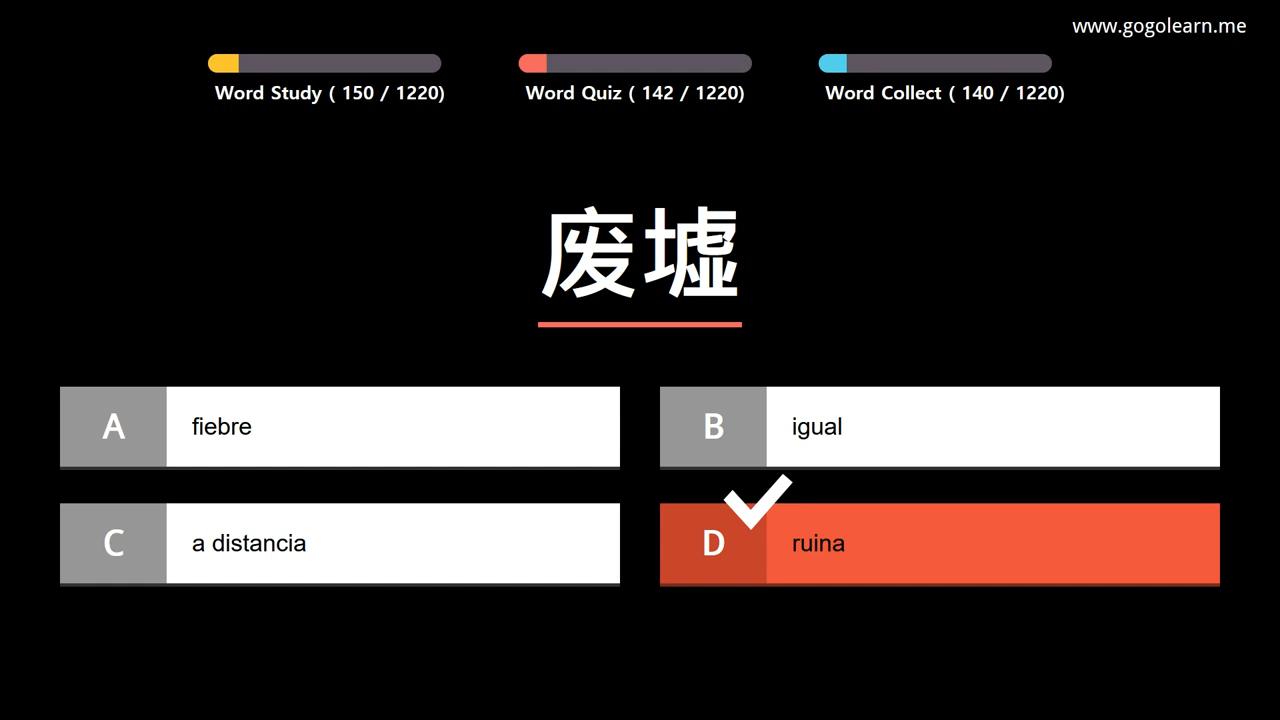 www.gogolearn.me
Word Study ( 150 / 1220)
Word Quiz ( 142 / 1220)
Word Collect ( 140 / 1220)
废墟
A fiebre
B igual
C a distancia
D ruina